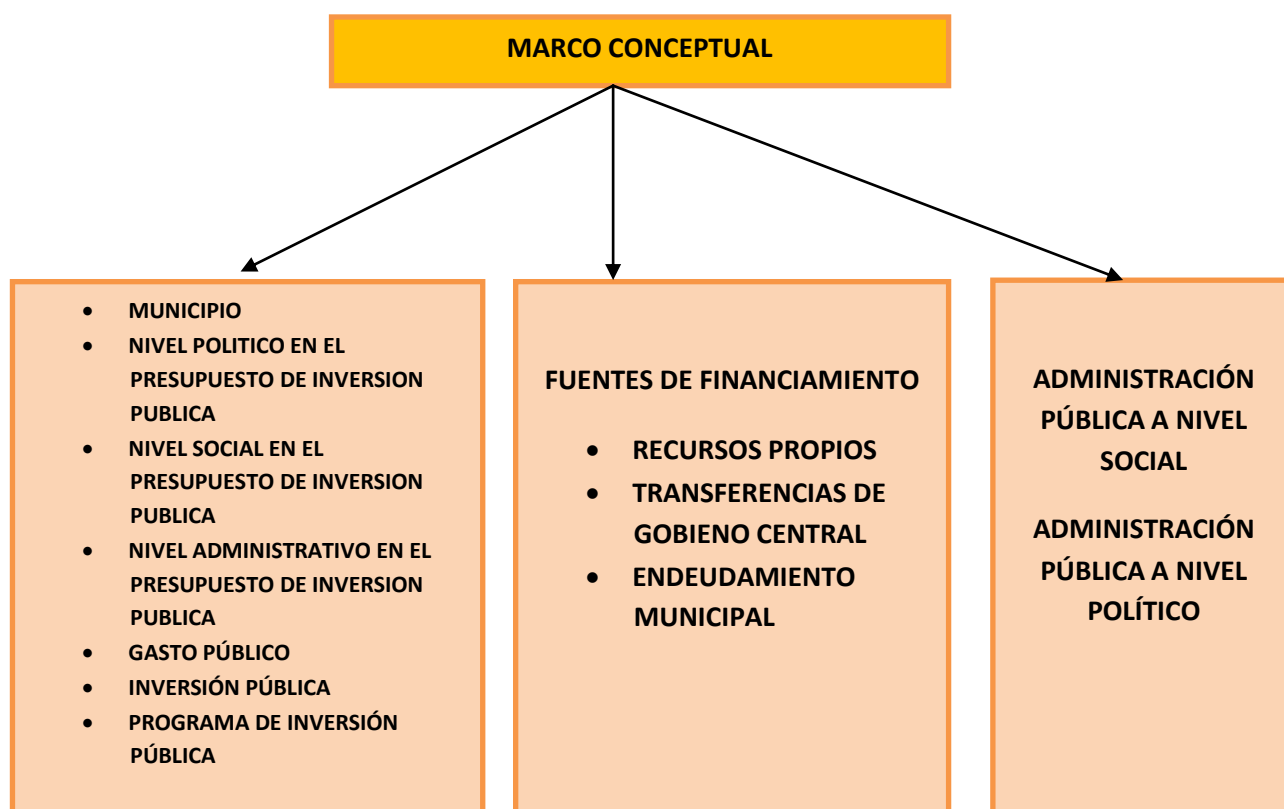 MARCO CONCEPTUAL
• MUNICIPIO
• NIVEL POLITICO EN EL
PRESUPUESTO DE INVERSION
PUBLICA
• NIVEL SOCIAL EN EL
PRESUPUESTO DE INVERSION
PUBLICA
• NIVEL ADMINISTRATIVO EN EL
PRESUPUESTO DE INVERSION
PUBLICA
• GASTO PÚBLICO
• INVERSIÓN PÚBLICA
• PROGRAMA DE INVERSIÓN
PÚBLICA
FUENTES DE FINANCIAMIENTO
• RECURSOS PROPIOS
• TRANSFERENCIAS DE
GOBIENO CENTRAL
• ENDEUDAMIENTO
MUNICIPAL
ADMINISTRACIÓN
PÚBLICA A NIVEL
SOCIAL
ADMINISTRACIÓN
PÚBLICA A NIVEL
POLÍTICO